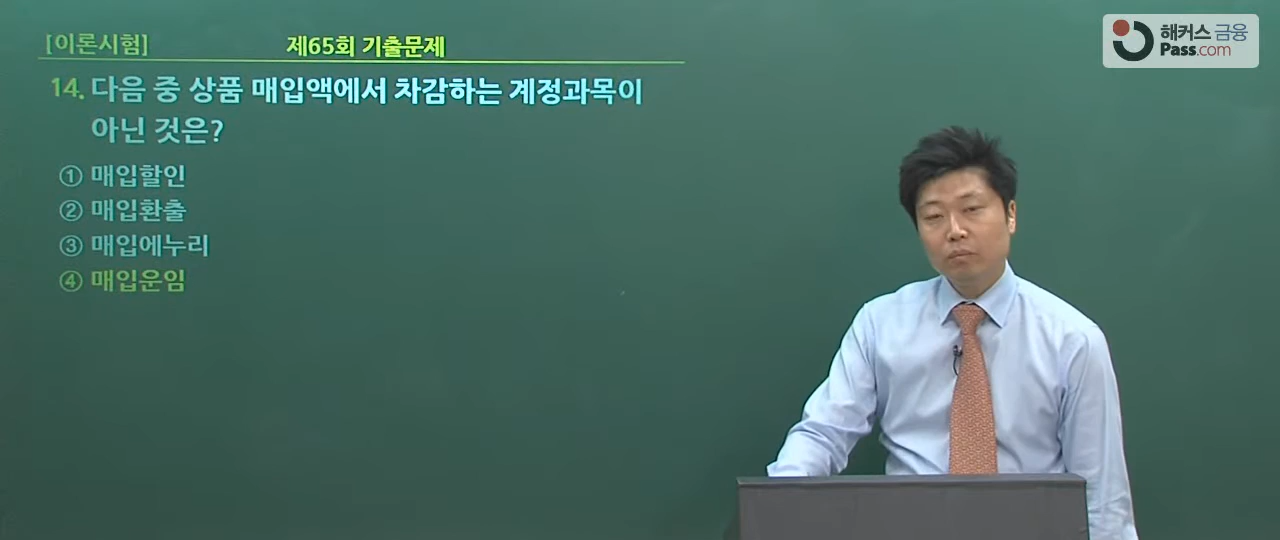 [이론시험]
제65회 기출문제
해커스 금융
Pass.com
14. 다음 중 상품 매입액에서 차감하는 계정과목이
아닌 것은?
① 매입할인
② 매입환출
③ 매입에누리
④ 매입운임